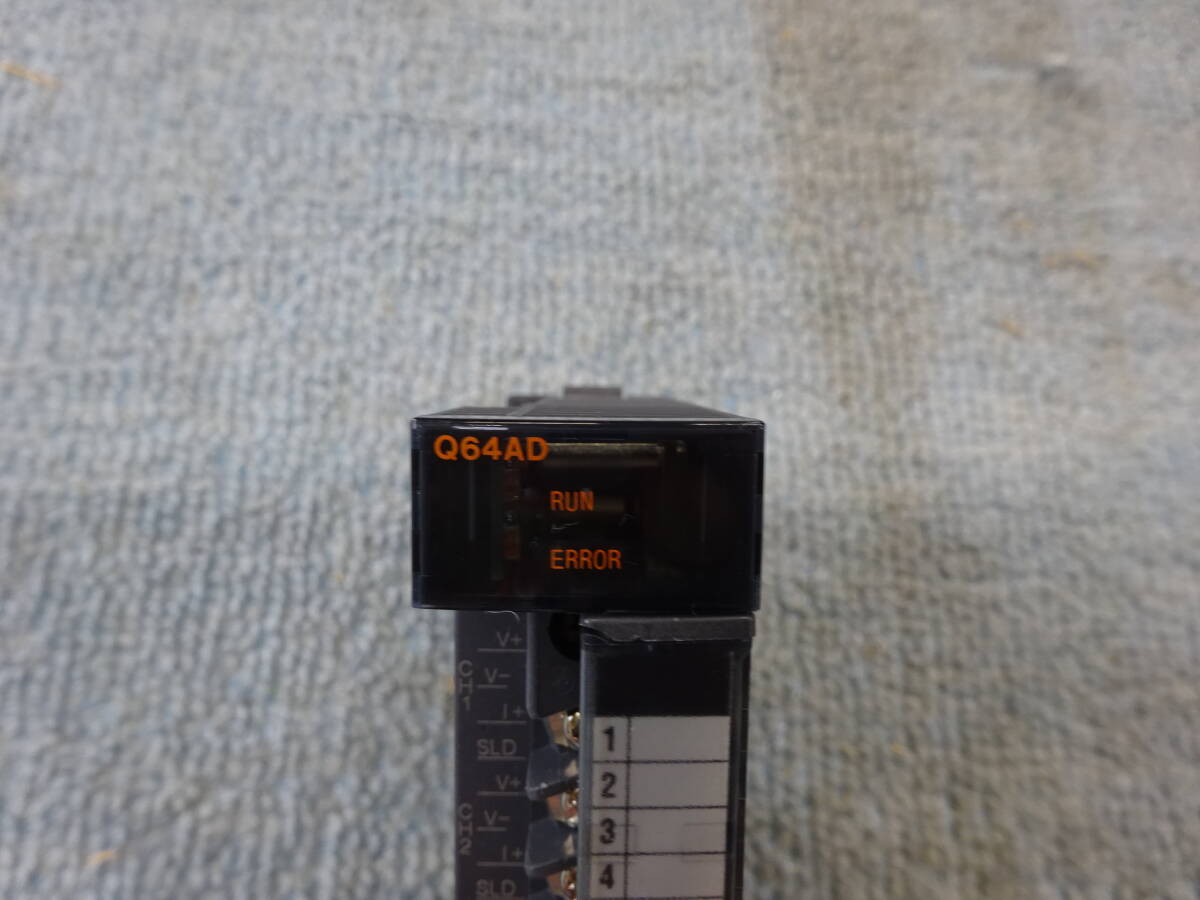 Q64AD
RUN
ERROR
V+
CH1
V-
I+
SLD
V+
CH2
V-
I+
SLD
1
2
3
4